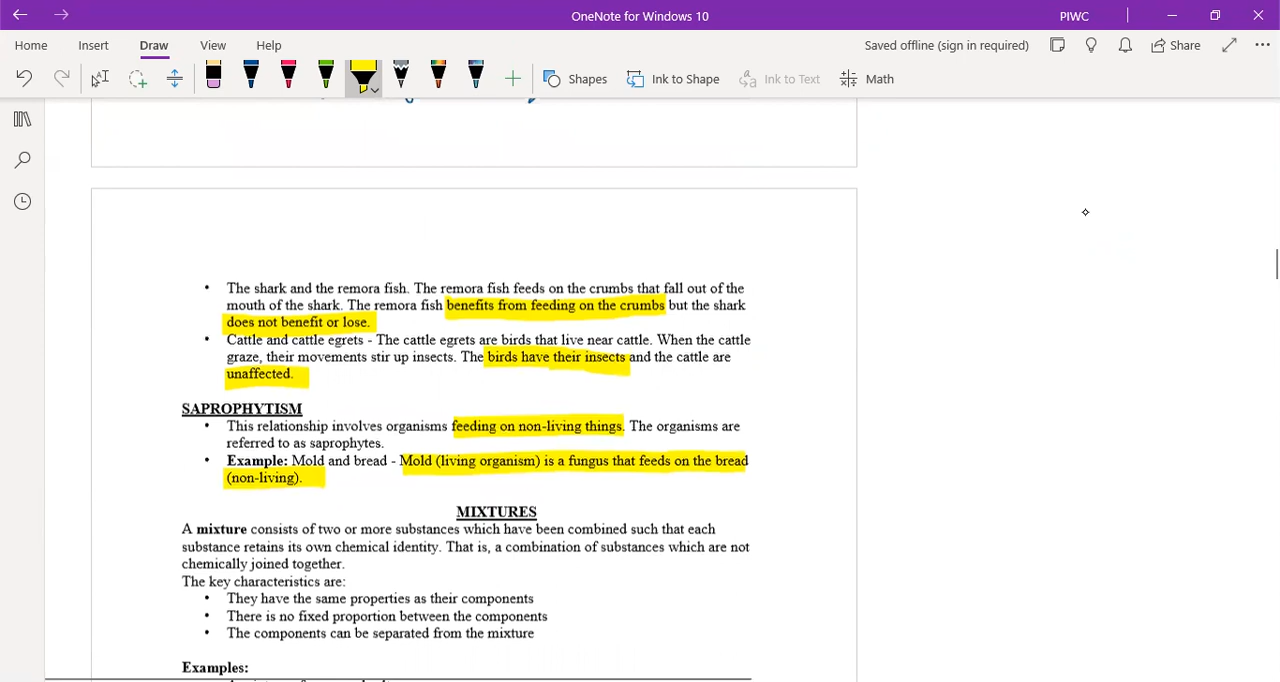 OneNote for Windows 10
PIWC
Home Insert Draw View Help
Saved offline (sign in required) Share
Shapes Ink to Shape Ink to Text Math
• The shark and the remora fish. The remora fish feeds on the crumbs that fall out of the
mouth of the shark. The remora fish benefits from feeding on the crumbs but the shark
does not benefit or lose.
• Cattle and cattle egrets - The cattle egrets are birds that live near cattle. When the cattle
graze, their movements stir up insects. The birds have their insects and the cattle are
unaffected.
SAPROPHYTISM
• This relationship involves organisms feeding on non-living things. The organisms are
referred to as saprophytes.
• Example: Mold and bread - Mold (living organism) is a fungus that feeds on the bread
(non-living).
MIXTURES
A mixture consists of two or more substances which have been combined such that each
substance retains its own chemical identity. That is, a combination of substances which are not
chemically joined together.
The key characteristics are:
• They have the same properties as their components
• There is no fixed proportion between the components
• The components can be separated from the mixture
Examples: